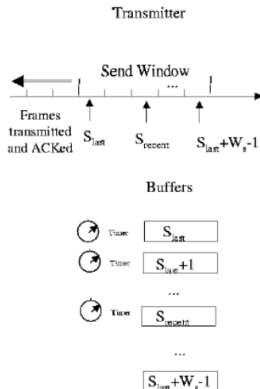 Transmitter
Send Window
...
Frames
transmitted
and ACKed
S_last
S_recent
S_last+W_s-1
Buffers
Timer
S_last
Timer
S_last+1
...
Timer
S_recent
...
S_last+W_s-1